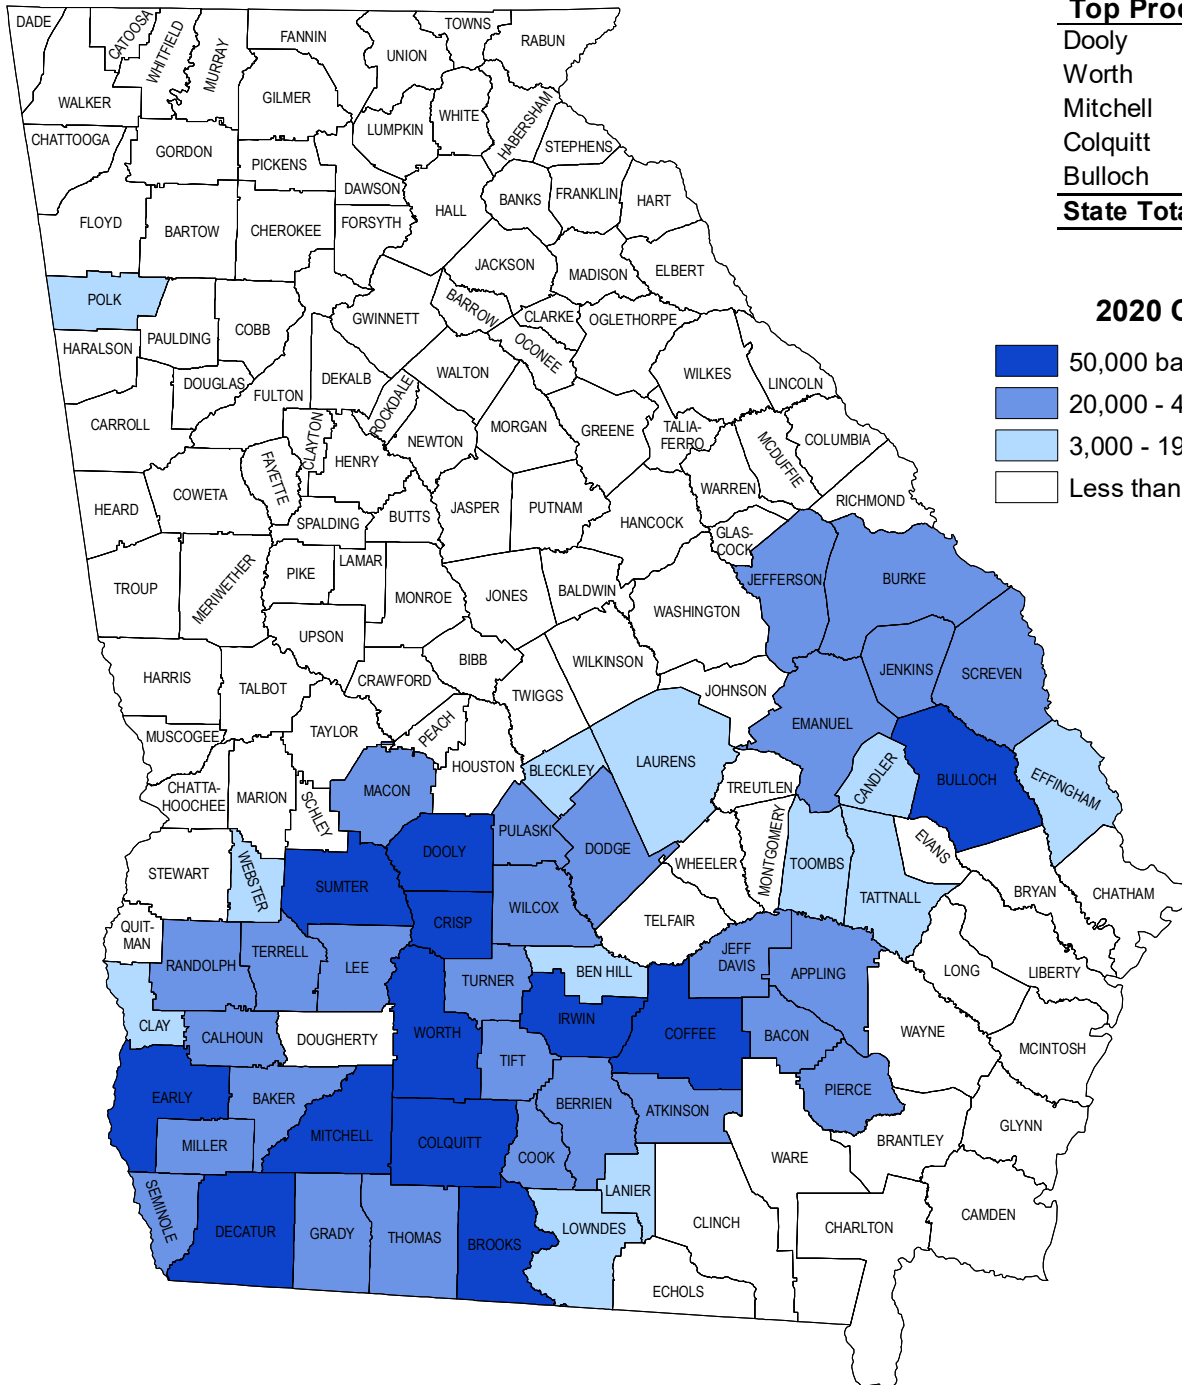 Top Proc
Dooly
Worth
Mitchell
Colquitt
Bulloch
State Tota
2020 C
50,000 ba
20,000 - 4
3,000 - 19
Less than
DADE
CATOOSA
WHITFIELD
MURRAY
FANNIN
UNION
TOWNS
RABUN
WALKER
GILMER
LUMPKIN
WHITE
HABERSHAM
STEPHENS
CHATTOOGA
GORDON
PICKENS
DAWSON
BANKS
FRANKLIN
HART
FLOYD
BARTOW
CHEROKEE
FORSYTH
HALL
JACKSON
MADISON
ELBERT
POLK
PAULDING
COBB
GWINNETT
BARROW
CLARKE
OGLETHORPE
OCONEE
HARALSON
DOUGLAS
FULTON
DEKALB
ROCKDALE
WALTON
WILKES
LINCOLN
CARROLL
CLAYTON
HENRY
NEWTON
MORGAN
GREENE
TALIA-
FERRO
MCDUFFIE
COLUMBIA
HEARD
COWETA
FAYETTE
SPALDING
BUTTS
JASPER
PUTNAM
HANCOCK
WARREN
RICHMOND
GLAS-
COCK
TROUP
MERIWETHER
PIKE
LAMAR
MONROE
JONES
BALDWIN
WASHINGTON
JEFFERSON
BURKE
UPSON
HARRIS
TALBOT
CRAWFORD
BIBB
TWIGGS
WILKINSON
JOHNSON
JENKINS
SCREVEN
MUSCOGEE
TAYLOR
PEACH
HOUSTON
BLECKLEY
LAURENS
EMANUEL
CANDLER
BULLOCH
EFFINGHAM
CHATTA-
HOOCHEE
MARION
SCHLEY
MACON
TREUTLEN
PULASKI
DODGE
WHEELER
MONTGOMERY
TOOMBS
TATTNALL
EVANS
BRYAN
CHATHAM
STEWART
WEBSTER
SUMTER
DOOLY
CRISP
WILCOX
TELFAIR
QUIT-
MAN
RANDOLPH
TERRELL
LEE
TURNER
BEN HILL
JEFF
DAVIS
APPLING
LONG
LIBERTY
CLAY
CALHOUN
DOUGHERTY
WORTH
IRWIN
COFFEE
BACON
WAYNE
MCINTOSH
TIFT
EARLY
BAKER
MILLER
MITCHELL
COLQUITT
COOK
BERRIEN
ATKINSON
PIERCE
BRANTLEY
GLYNN
WARE
SEMINOLE
DECATUR
GRADY
THOMAS
BROOKS
LOWNDES
LANIER
CLINCH
ECHOLS
CHARLTON
CAMDEN